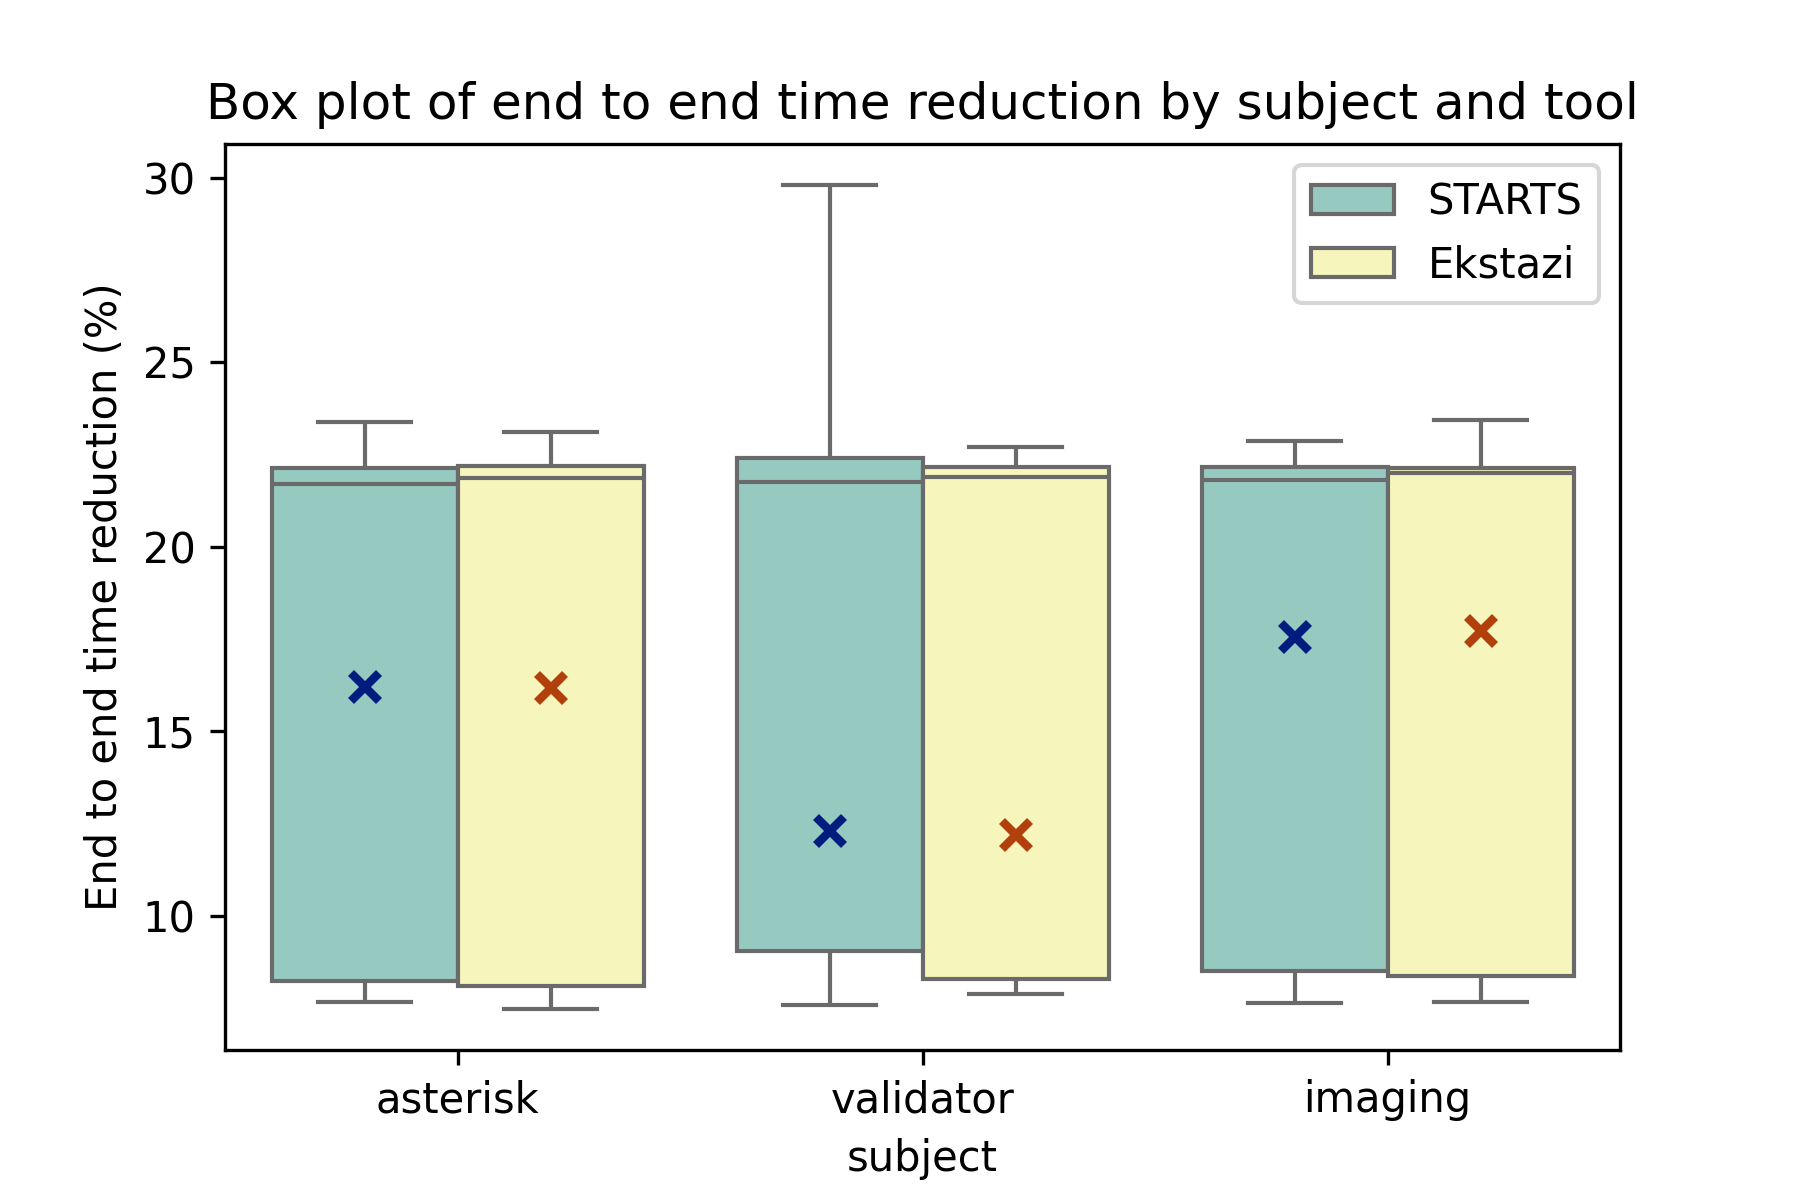 Box plot of end to end time reduction by subject and tool
End to end time reduction (%)
30
25
20
15
10
STARTS
Ekstazi
asterisk
validator
imaging
subject